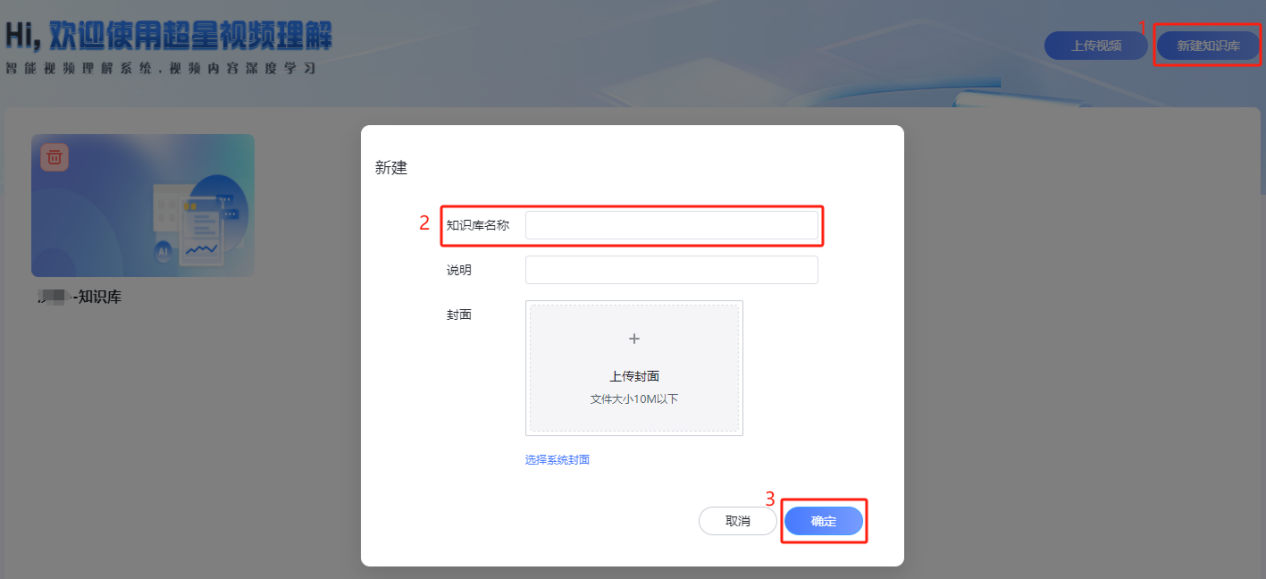 Hi, 欢迎使用超星视频理解
智能视频理解系统,视频内容深度学习
上传视频
1
新建知识库
-知识库
新建
2
知识库名称
说明
封面
+
上传封面
文件大小10M以下
选择系统封面
取消
3
确定